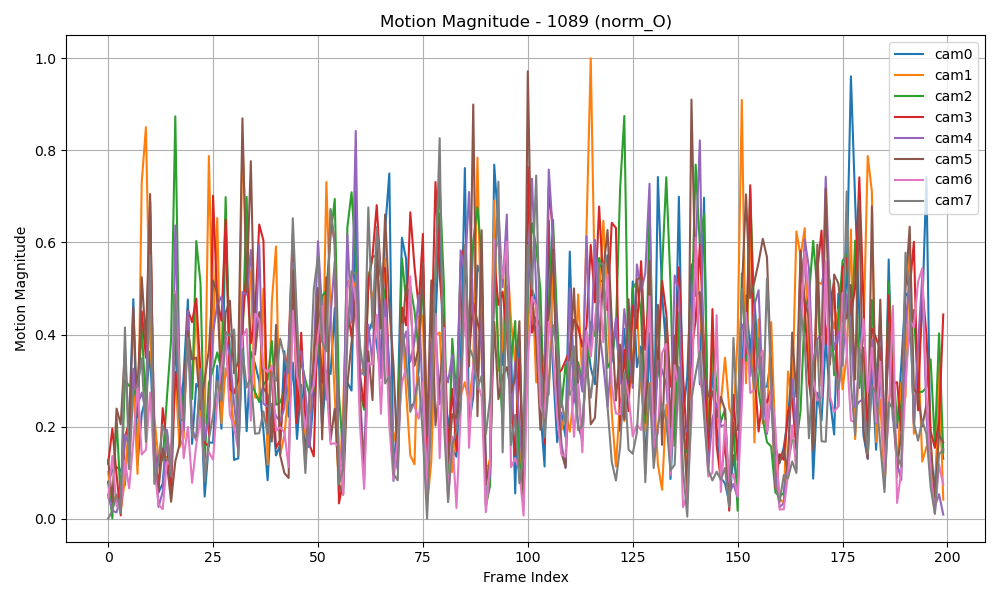 Motion Magnitude - 1089 (norm_O)
Motion Magnitude
1.0
0.8
0.6
0.4
0.2
0.0
0
25
50
75
100
125
150
175
200
Frame Index
cam0
cam1
cam2
cam3
cam4
cam5
cam6
cam7